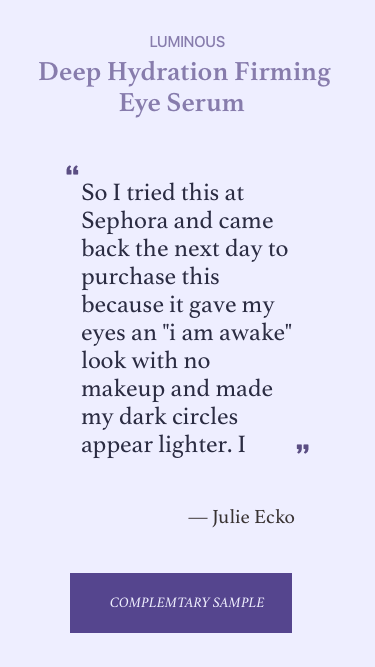 LUMINOUS
Deep Hydration Firming
Eye Serum
“
So I tried this at
Sephora and came
back the next day to
purchase this
because it gave my
eyes an "i am awake"
look with no
makeup and made
my dark circles
appear lighter. I ”
— Julie Ecko
COMPLEMTARY SAMPLE